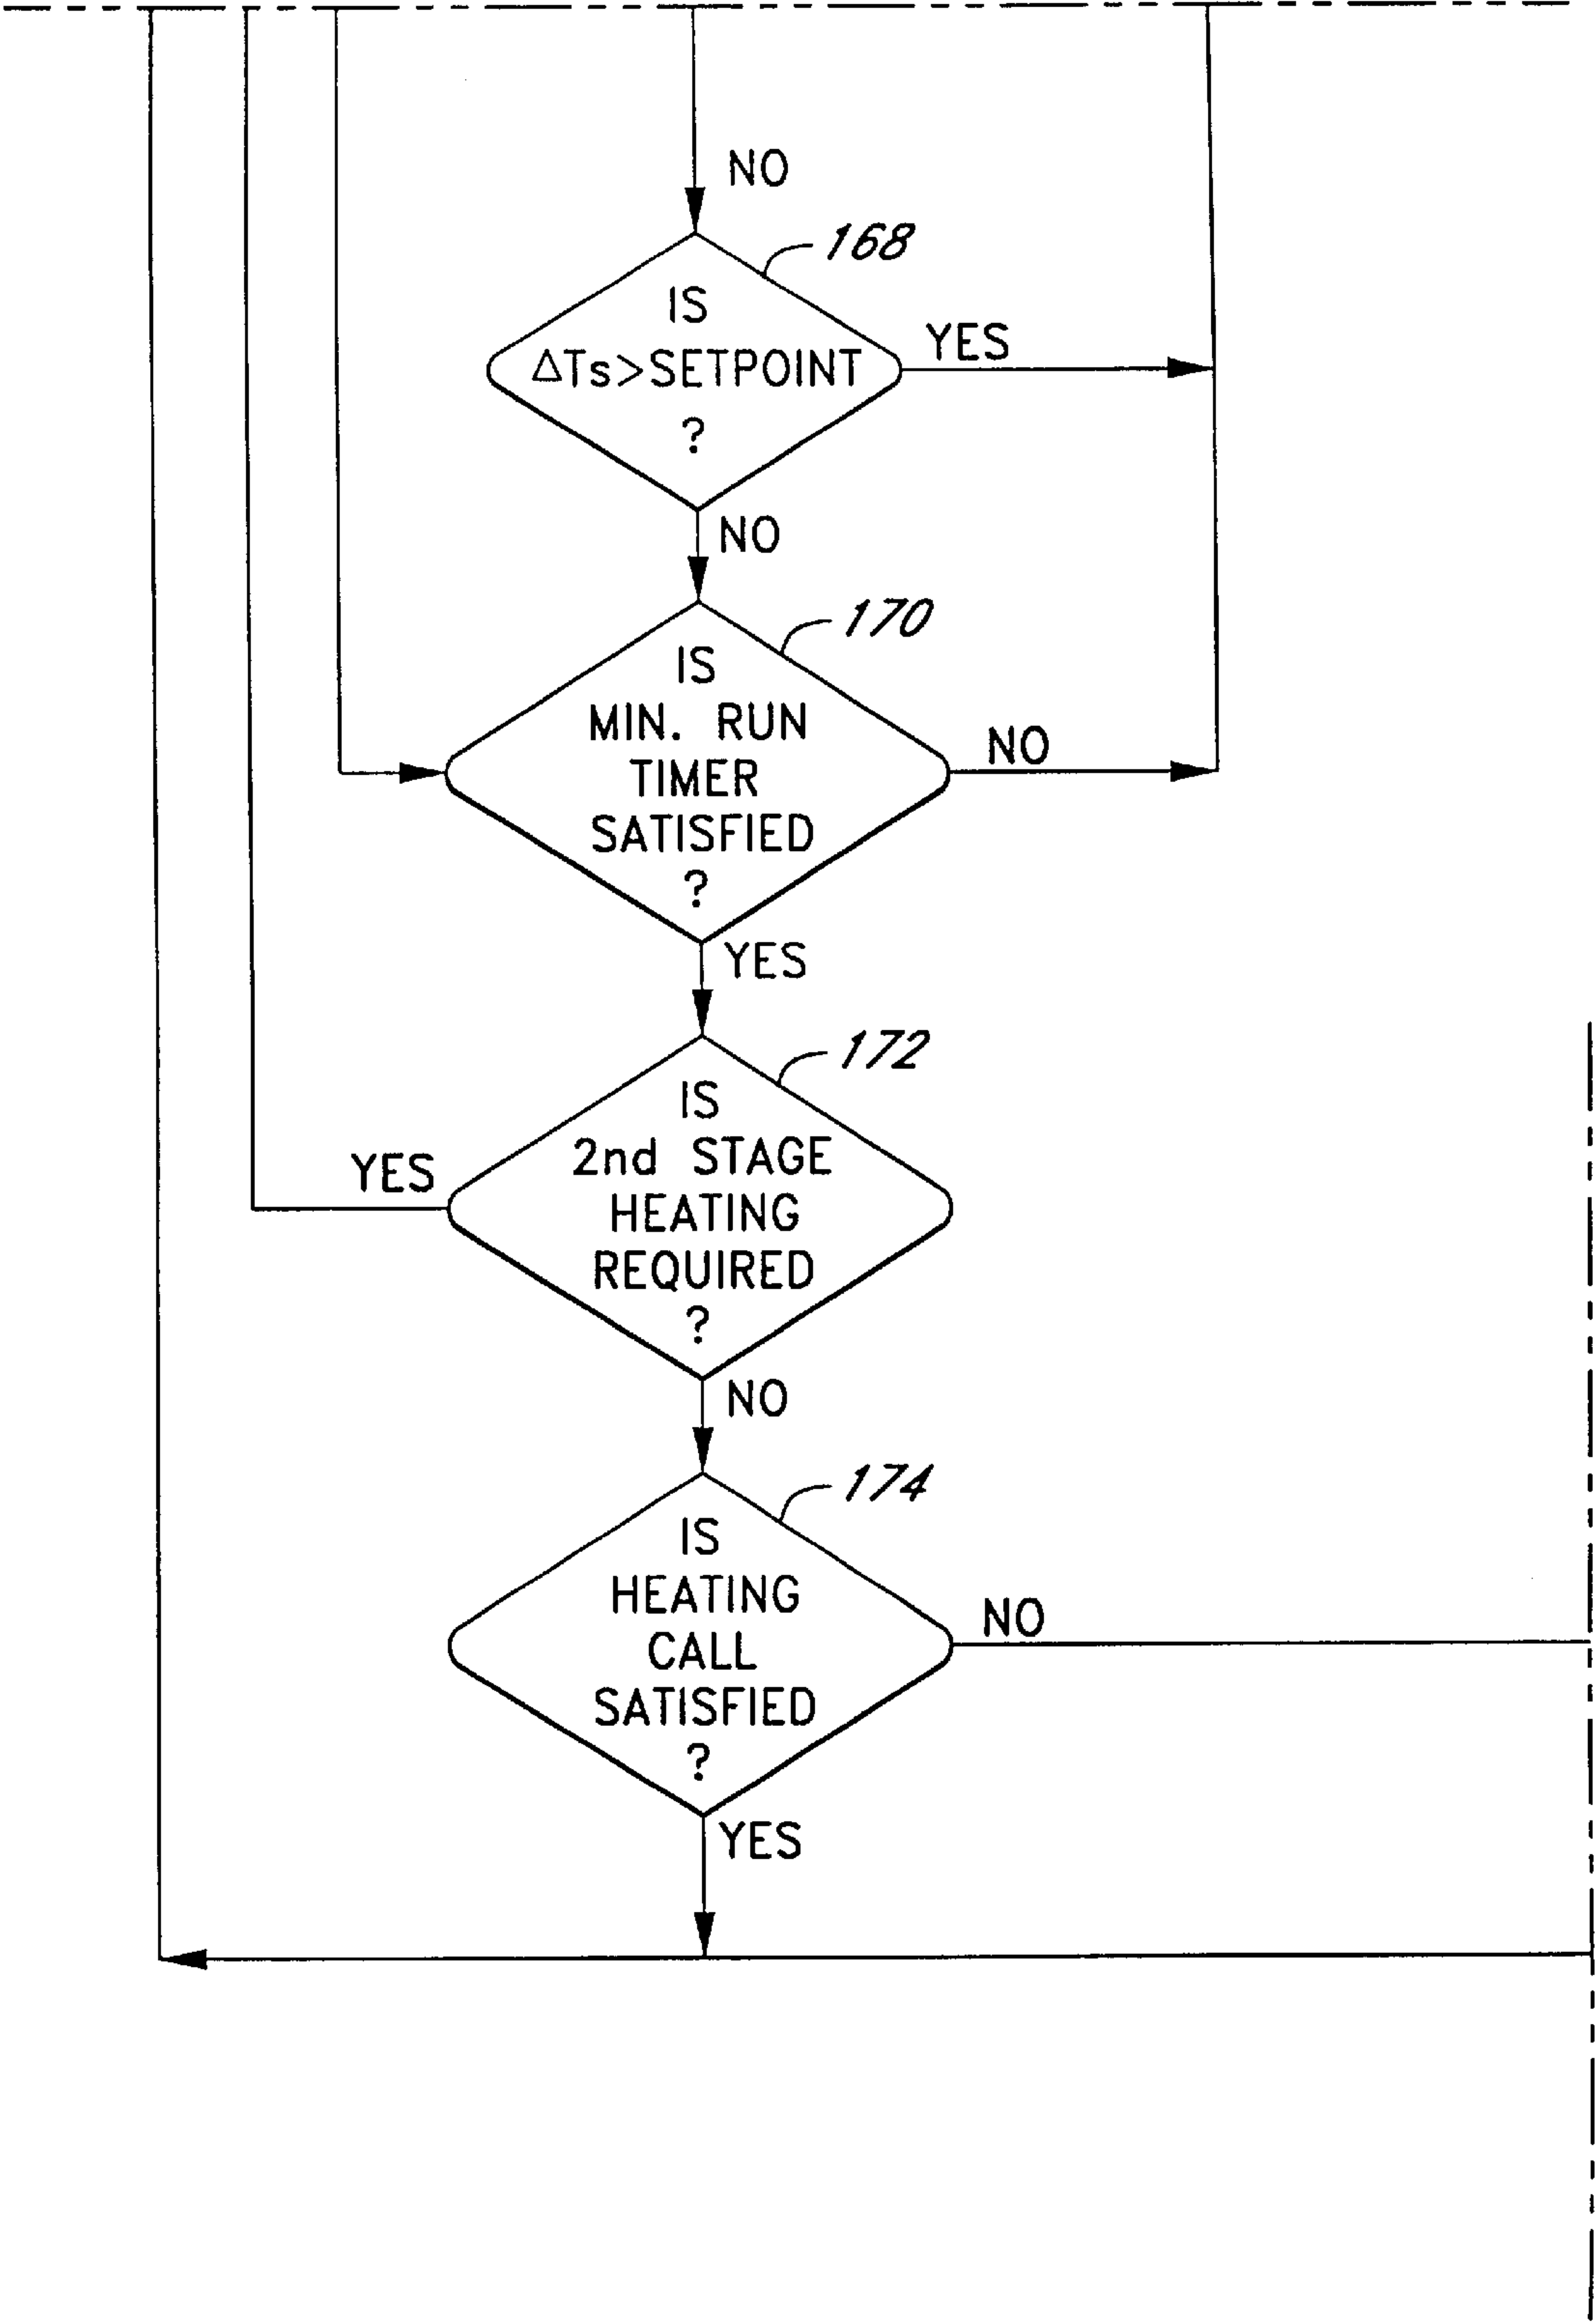 NO
168
IS
ΔTs>SETPOINT
?
YES
NO
170
IS
MIN. RUN
TIMER
SATISFIED
?
NO
YES
172
IS
2nd STAGE
HEATING
REQUIRED
?
YES
NO
174
IS
HEATING
CALL
SATISFIED
?
NO
YES